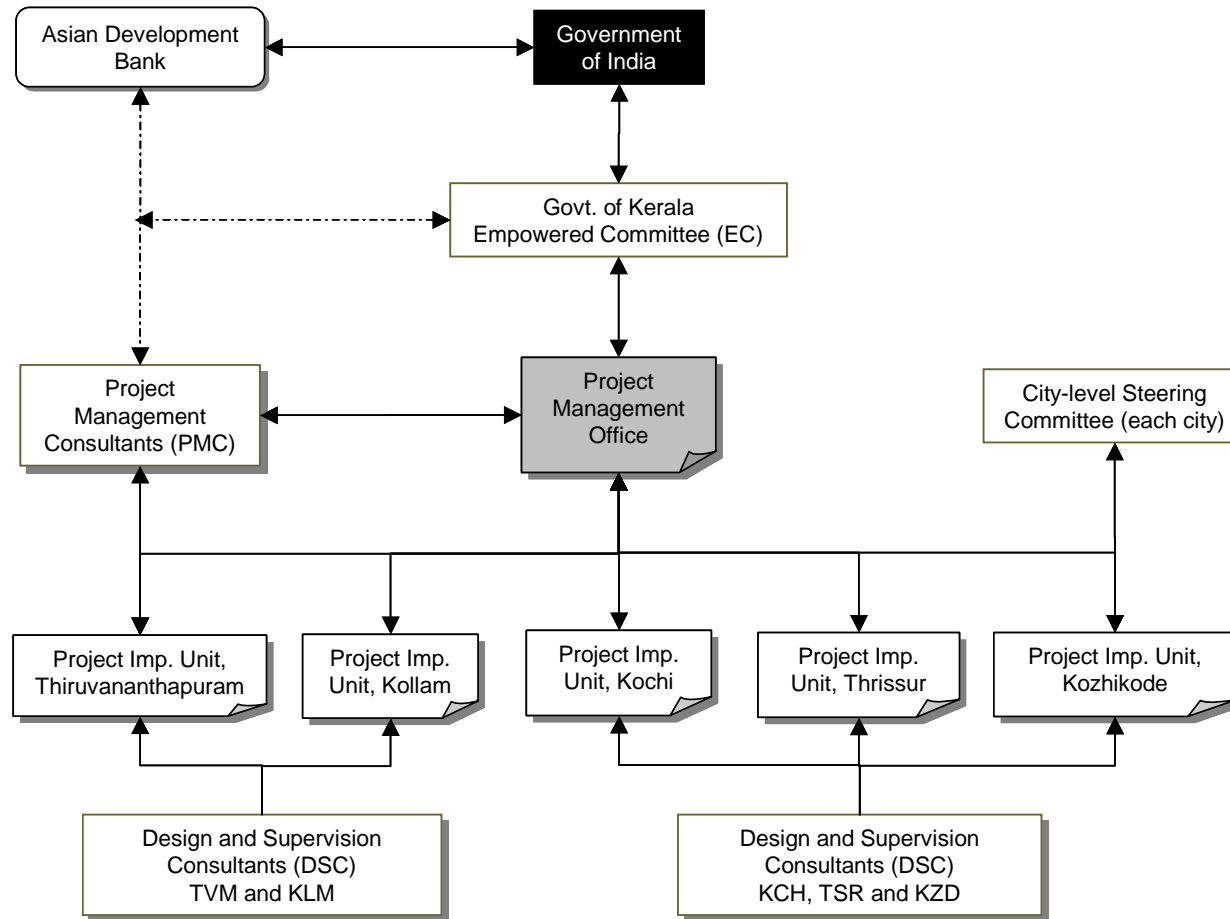 Asian Development
Bank
Government
of India
Govt. of Kerala
Empowered Committee (EC)
Project
Management
Consultants (PMC)
Project
Management
Office
City-level Steering
Committee (each city)
Project Imp. Unit,
Thiruvananthapuram
Project Imp.
Unit, Kollam
Project Imp.
Unit, Kochi
Project Imp.
Unit, Thrissur
Project Imp. Unit,
Kozhikode
Design and Supervision
Consultants (DSC)
TVM and KLM
Design and Supervision
Consultants (DSC)
KCH, TSR and KZD